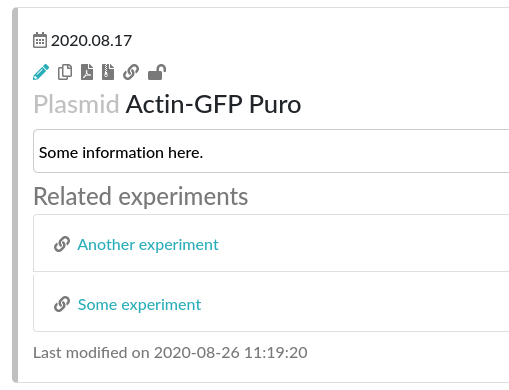 2020.08.17
Plasmid Actin-GFP Puro
Some information here.
Related experiments
Another experiment
Some experiment
Last modified on 2020-08-26 11:19:20